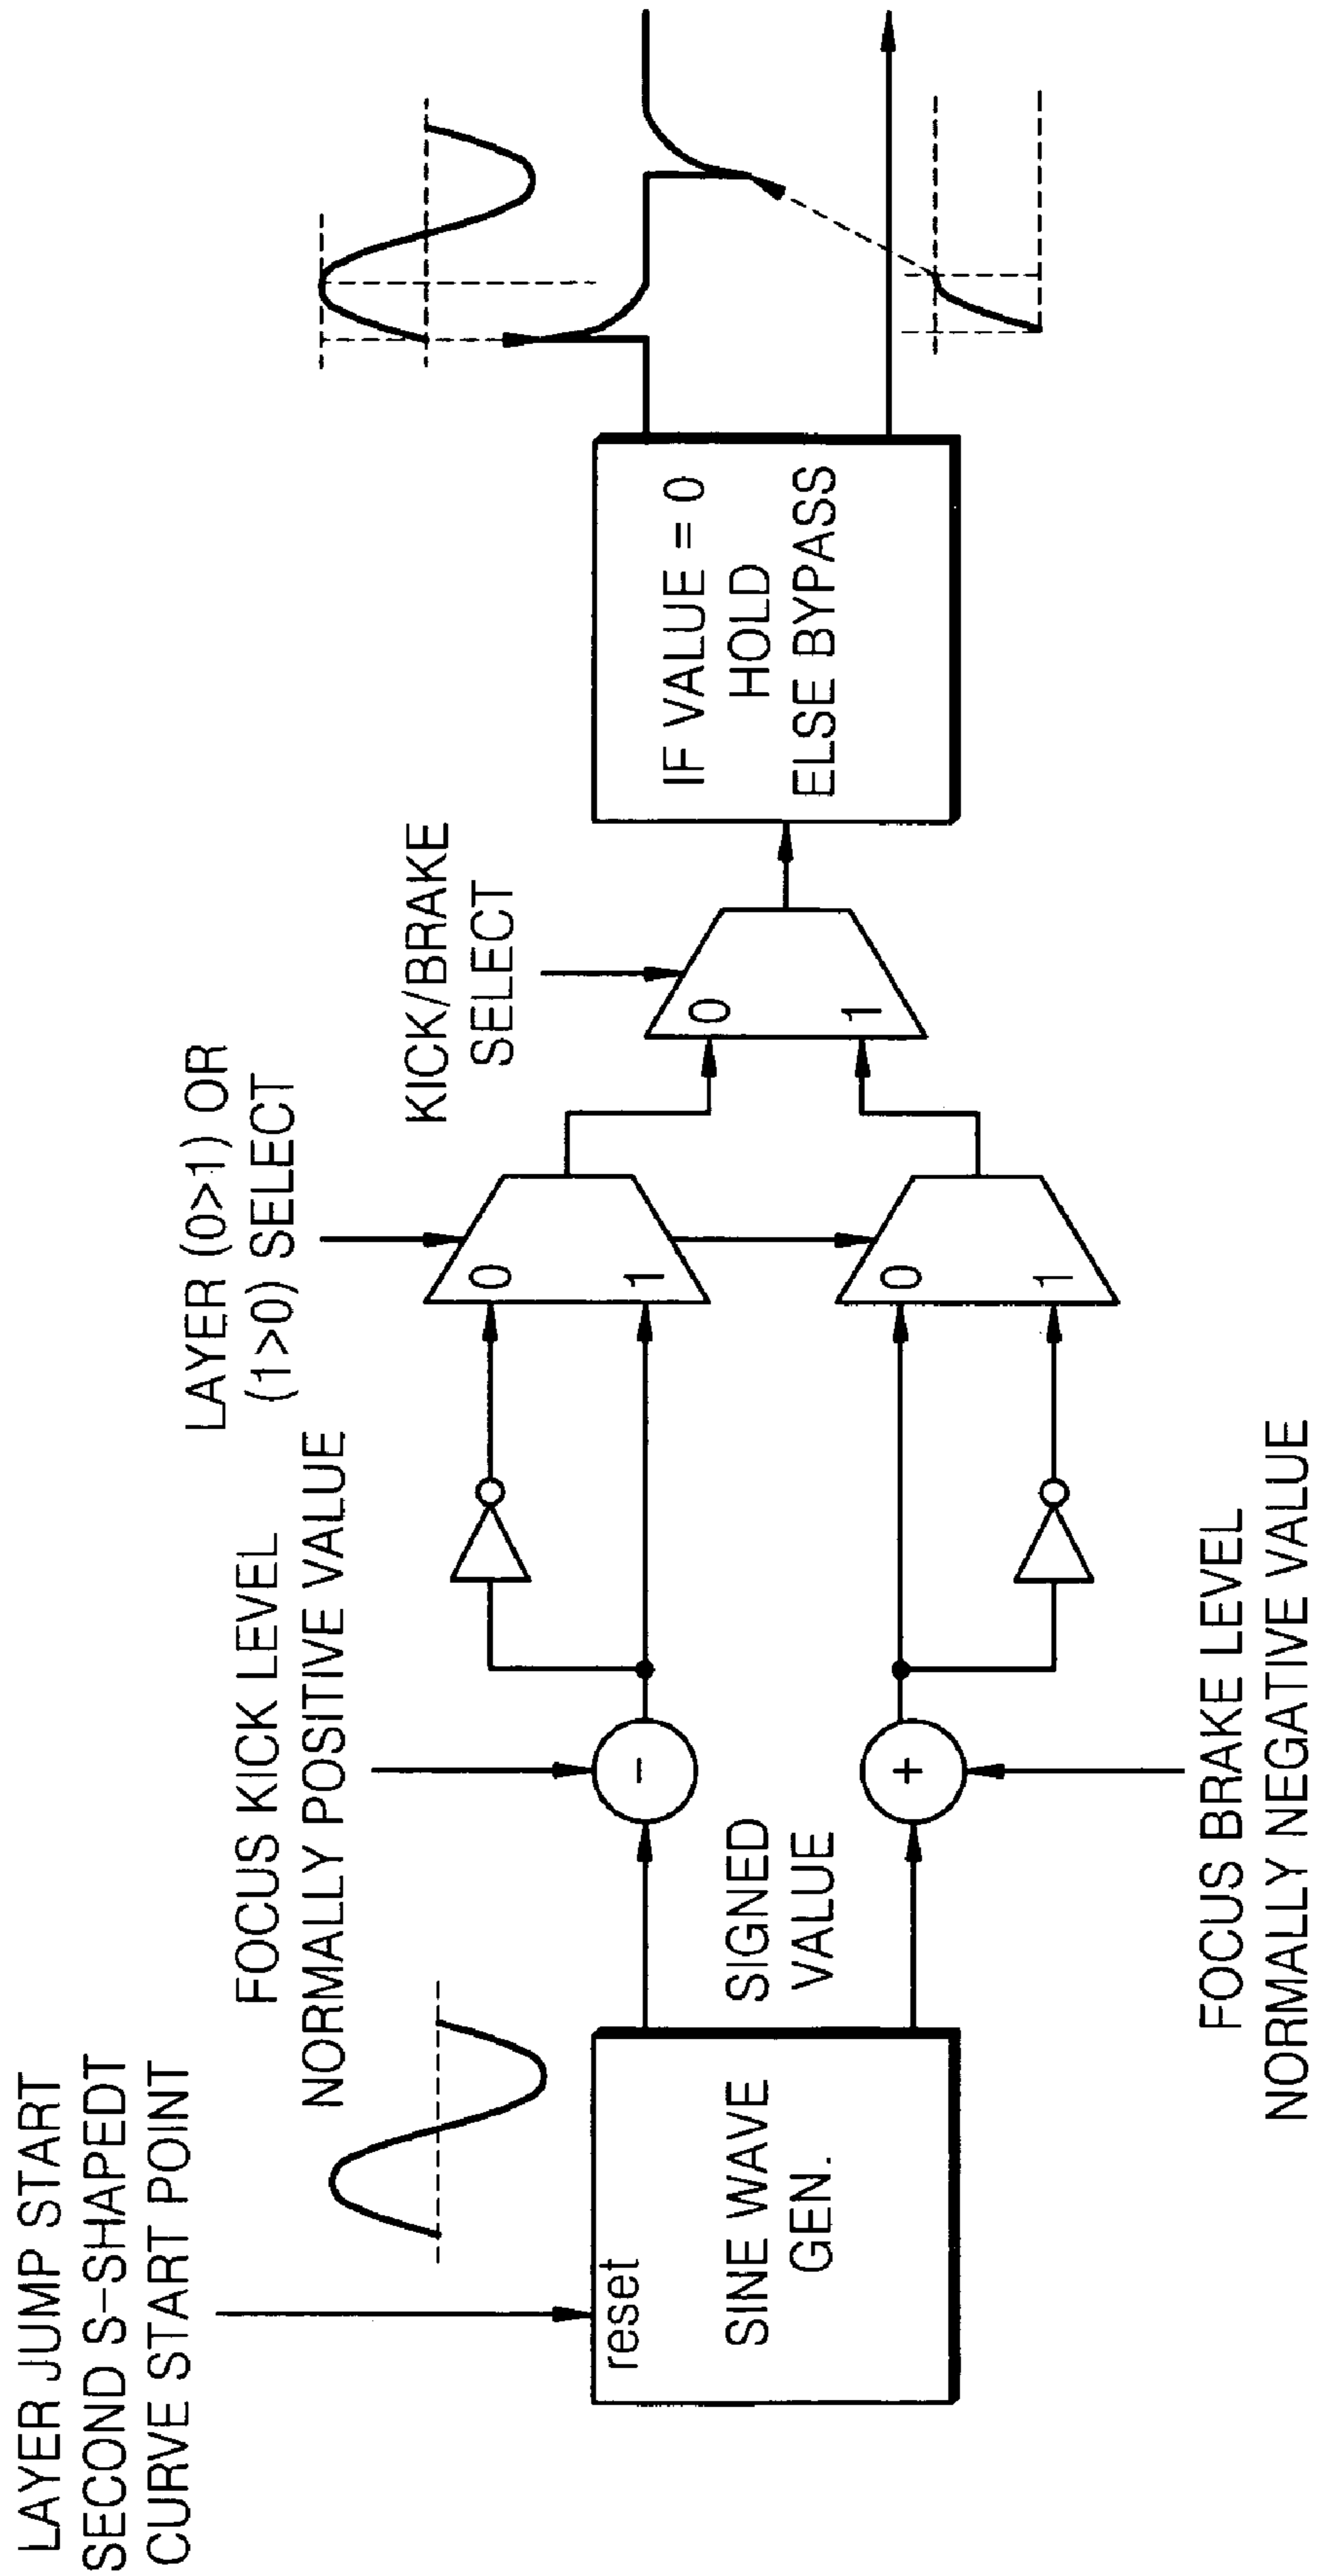 LAYER JUMP START
SECOND S-SHAPEDT
CURVE START POINT
reset
SINE WAVE
GEN.
FOCUS KICK LEVEL
NORMALLY POSITIVE VALUE
-
SIGNED
VALUE
+
FOCUS BRAKE LEVEL
NORMALLY NEGATIVE VALUE
LAYER (0>1) OR
(1>0) SELECT
0
1
0
1
KICK/BRAKE
SELECT
0
1
IF VALUE = 0
HOLD
ELSE BYPASS